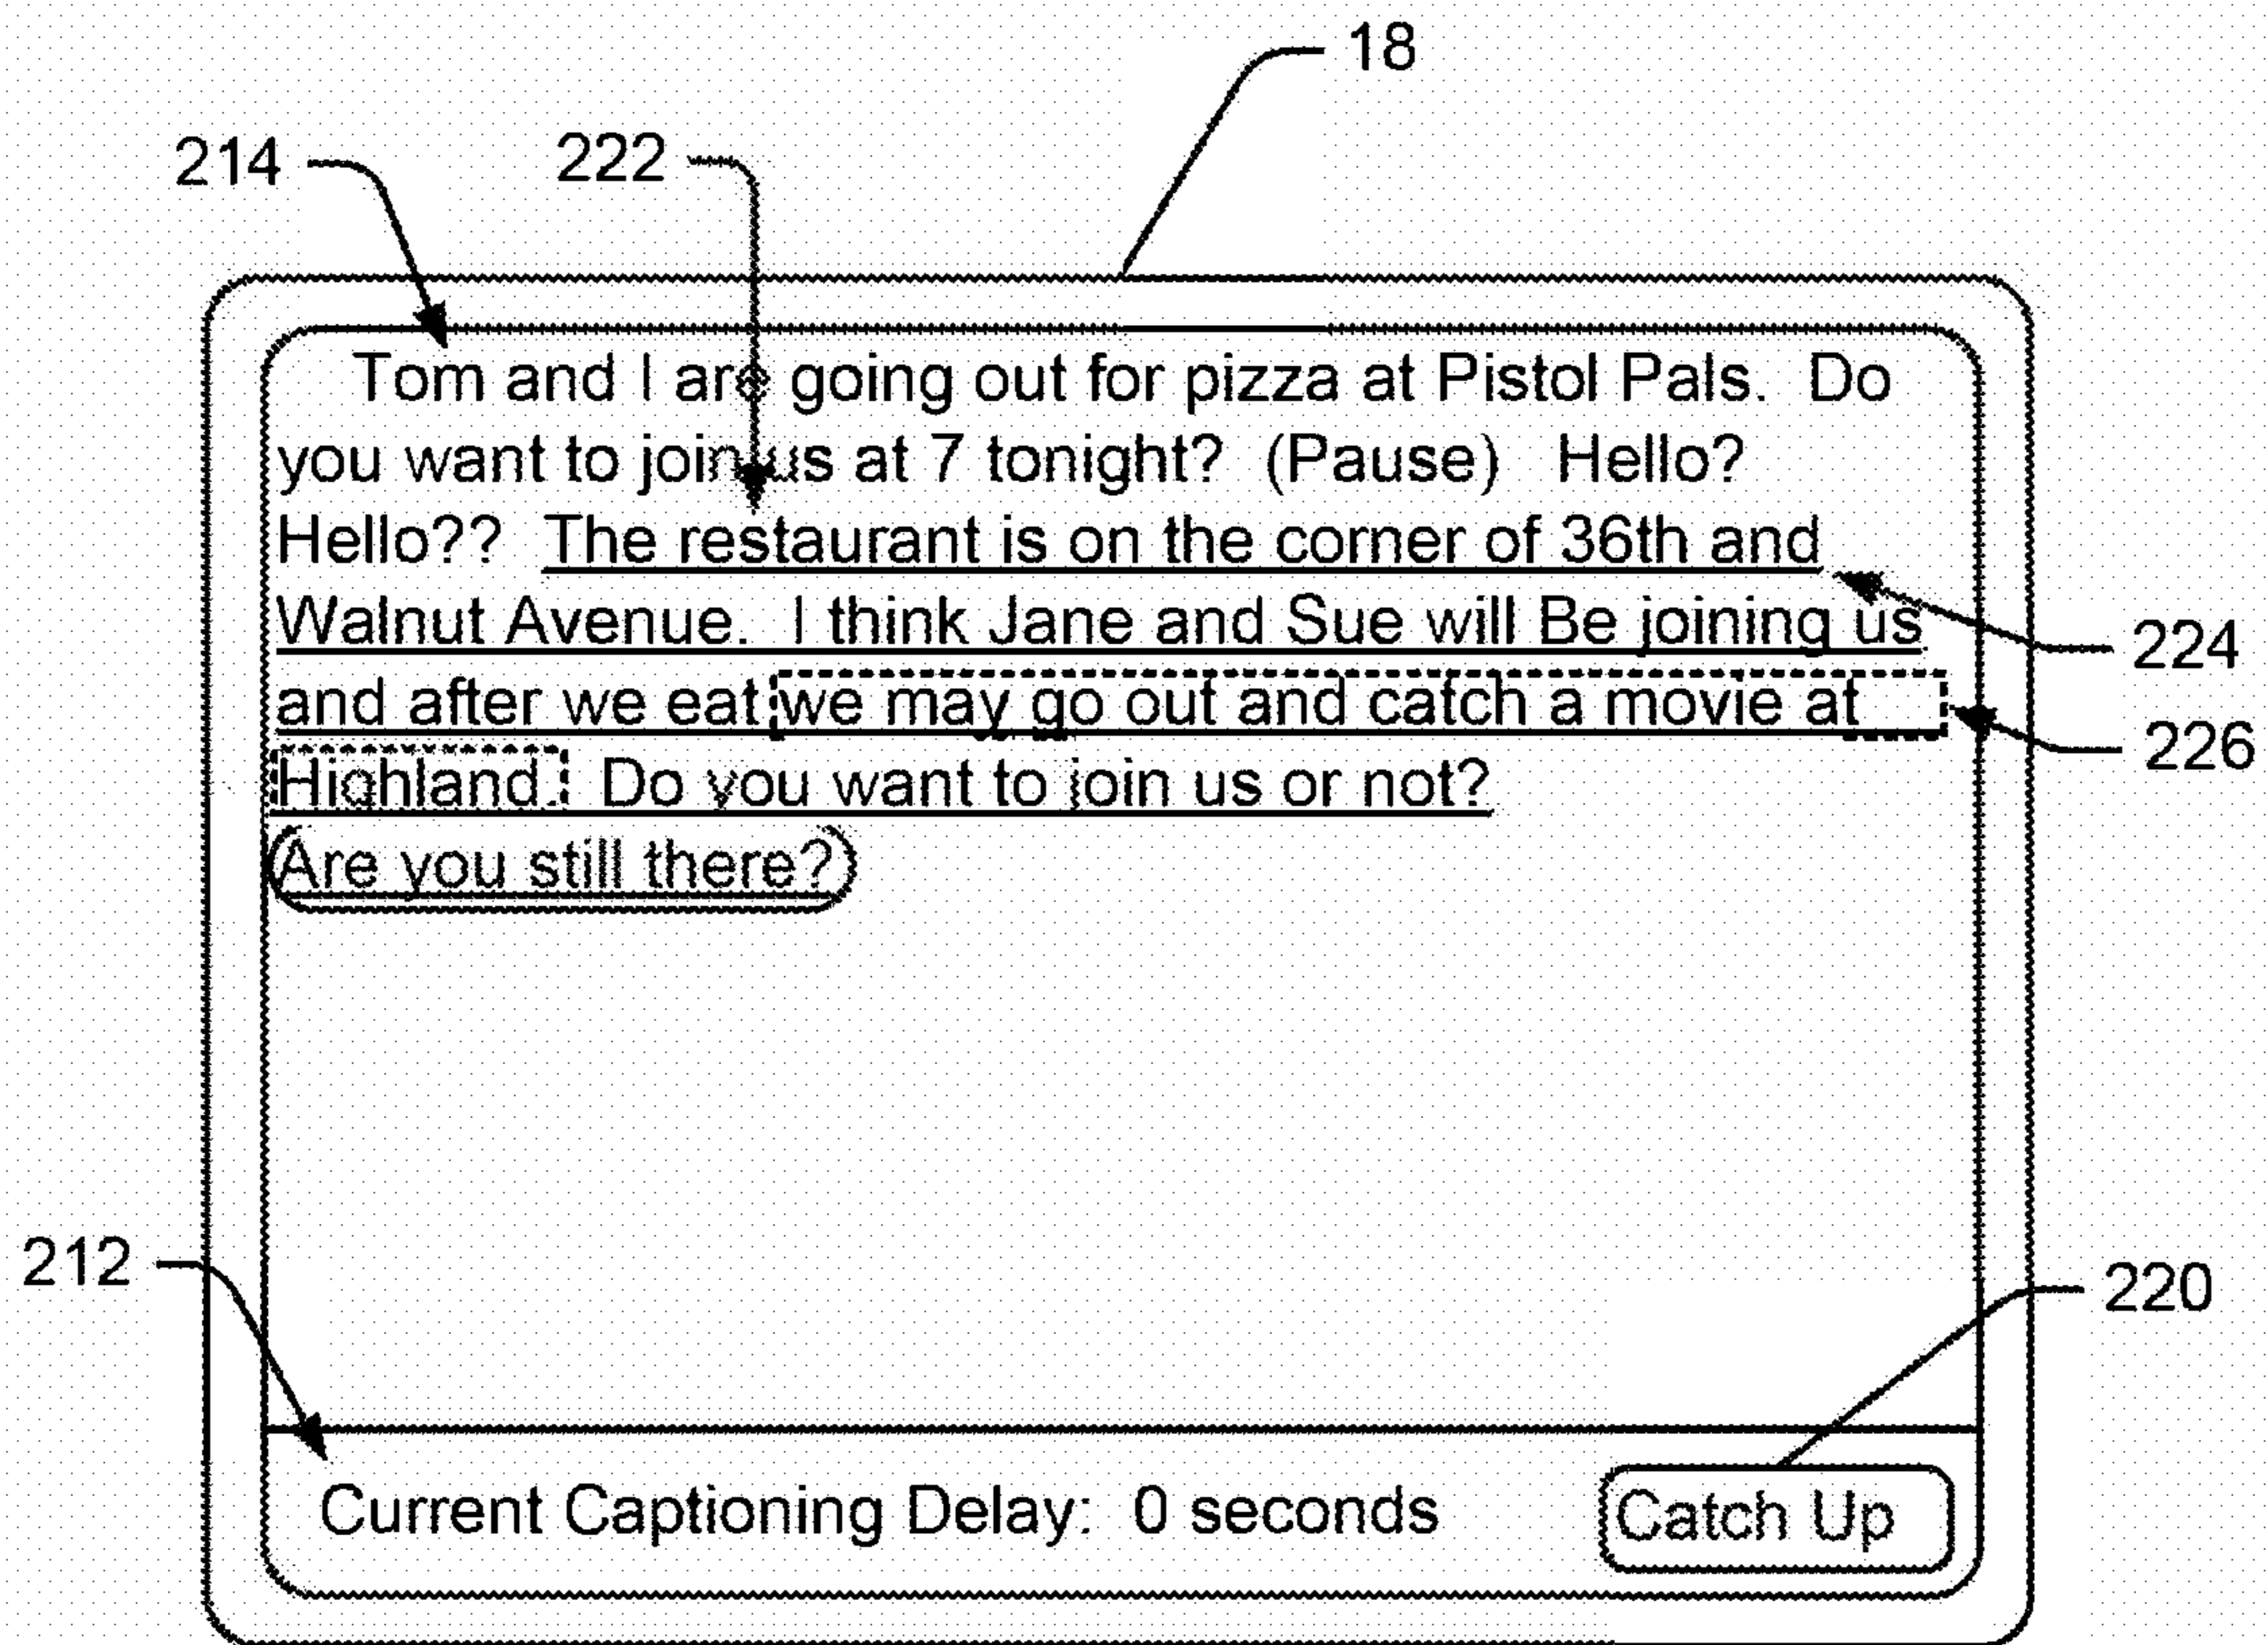 18
214
222
Tom and I are going out for pizza at Pistol Pals. Do
you want to join us at 7 tonight? (Pause) Hello?
Hello?? The restaurant is on the corner of 36th and
Walnut Avenue. I think Jane and Sue will Be joining us
224
and after we eat we may go out and catch a movie at
226
Highland. Do you want to join us or not?
Are you still there?
212
220
Current Captioning Delay: 0 seconds
Catch Up